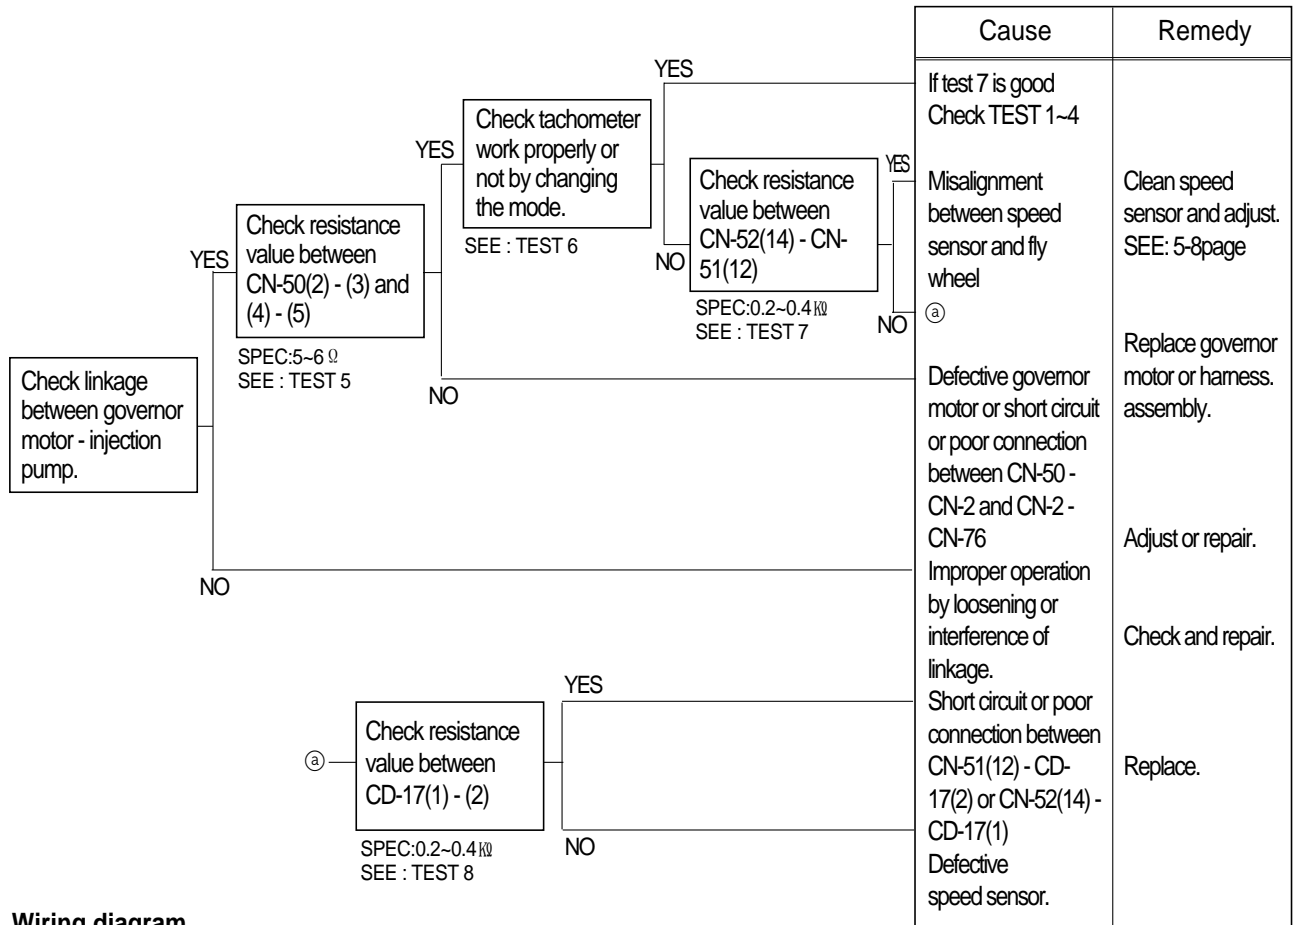 Cause
Remedy
YES
If test 7 is good
Check TEST 1~4
Check tachometer
work properly or
not by changing
the mode.
SEE : TEST 6
YES
YES
Check resistance
value between
CN-52(14) - CN-
51(12)
SPEC:0.2~0.4㏀
SEE : TEST 7
NO
NO
Misalignment
between speed
sensor and fly
wheel
ⓐ
Clean speed
sensor and adjust.
SEE: 5-8page
YES
Check resistance
value between
CN-50(2) - (3) and
(4) - (5)
SPEC:5~6 Ω
SEE : TEST 5
NO
Check linkage
between governor
motor - injection
pump.
Defective governor
motor or short circuit
or poor connection
between CN-50 -
CN-2 and CN-2 -
CN-76
Replace governor
motor or harness.
assembly.
NO
Improper operation
by loosening or
interference of
linkage.
Adjust or repair.
YES
ⓐ
Check resistance
value between
CD-17(1) - (2)
SPEC:0.2~0.4㏀
SEE : TEST 8
NO
Short circuit or poor
connection between
CN-51(12) - CD-
17(2) or CN-52(14) -
CD-17(1)
Check and repair.
Defective
speed sensor.
Replace.
Wiring diagram